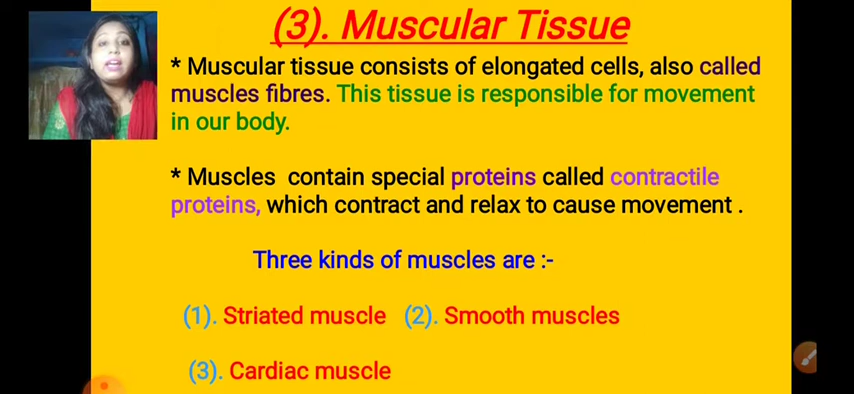 (3). Muscular Tissue
* Muscular tissue consists of elongated cells, also called
muscles fibres. This tissue is responsible for movement
in our body.
* Muscles contain special proteins called contractile
proteins, which contract and relax to cause movement .
Three kinds of muscles are :-
(1). Striated muscle (2). Smooth muscles
(3). Cardiac muscle